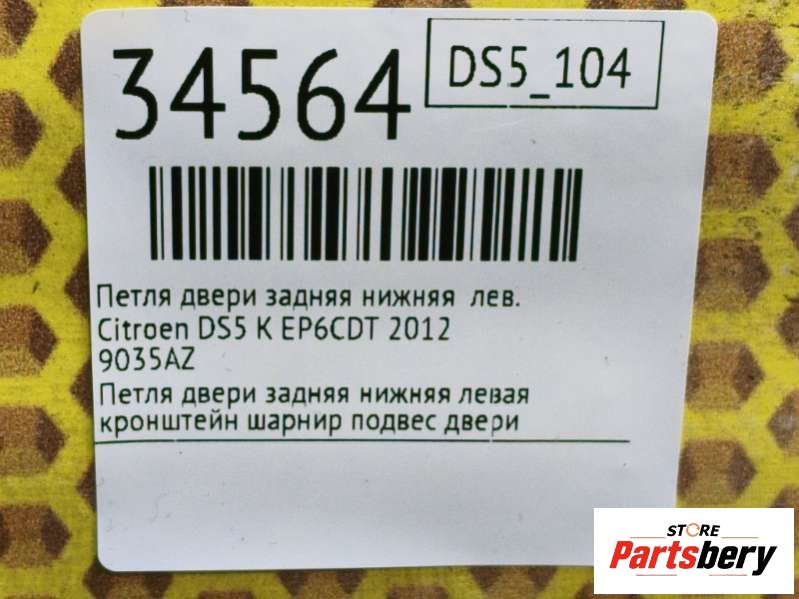 34564
DS5_104
Петля двери задняя нижняя лев.
Citroen DS5 K EP6CDT 2012
9035AZ
Петля двери задняя нижняя левая
кронштейн шарнир подвес двери
STORE
Partsbery